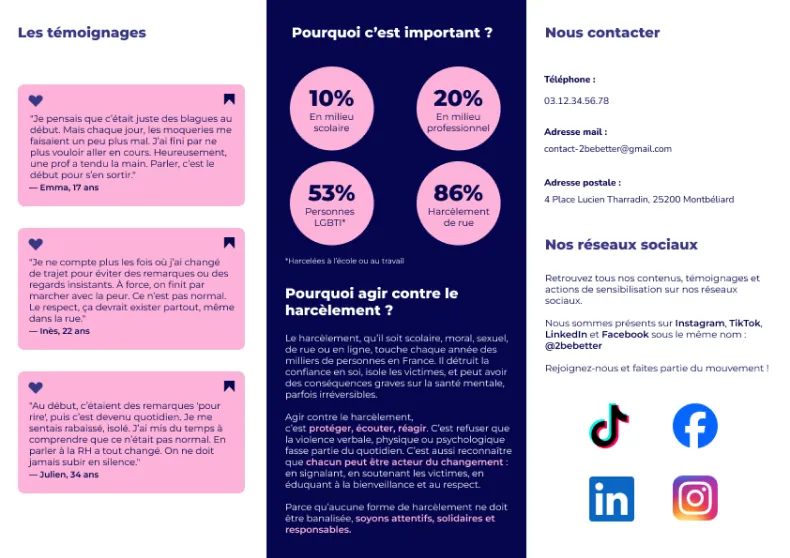 Les témoignages
"Je pensais que c'était juste des blagues au
début. Mais chaque jour, les moqueries me
faisaient un peu plus mal. J'ai fini par ne
plus vouloir aller en cours. Heureusement,
une prof a tendu la main. Parler, c'est le
début pour s'en sortir."
— Emma, 17 ans
"Je ne compte plus les fois où j'ai changé
de trajet pour éviter des remarques ou des
regards insistants. À force, on finit par
marcher avec la peur. Ce n'est pas normal.
Le respect, ça devrait exister partout, même
dans la rue."
— Inès, 22 ans
"Au début, c'étaient des remarques 'pour
rire', puis c'est devenu quotidien. Je me
sentais rabaissé, isolé. J'ai mis du temps à
comprendre que ce n'était pas normal. En
parler à la RH a tout changé. On ne doit
jamais subir en silence."
— Julien, 34 ans
Pourquoi c'est important ?
10%
En milieu
scolaire
20%
En milieu
professionnel
53%
Personnes
LGBTI*
86%
Harcèlement
de rue
*Harcelées à l'école ou au travail
Pourquoi agir contre le
harcèlement ?
Le harcèlement, qu'il soit scolaire, moral, sexuel,
de rue ou en ligne, touche chaque année des
milliers de personnes en France. Il détruit la
confiance en soi, isole les victimes, et peut avoir
des conséquences graves sur la santé mentale,
parfois irréversibles.
Agir contre le harcèlement,
c'est protéger, écouter, réagir. C'est refuser que
la violence verbale, physique ou psychologique
fasse partie du quotidien. C'est aussi reconnaître
que chacun peut être acteur du changement :
en signalant, en soutenant les victimes, en
éduquant à la bienveillance et au respect.
Parce qu'aucune forme de harcèlement ne doit
être banalisée, soyons attentifs, solidaires et
responsables.
Nous contacter
Téléphone :
03.12.34.56.78
Adresse mail :
contact-2bebetter@gmail.com
Adresse postale :
4 Place Lucien Tharradin, 25200 Montbéliard
Nos réseaux sociaux
Retrouvez tous nos contenus, témoignages et
actions de sensibilisation sur nos réseaux
sociaux.
Nous sommes présents sur Instagram, TikTok,
LinkedIn et Facebook sous le même nom :
@2bebetter
Rejoignez-nous et faites partie du mouvement !
in